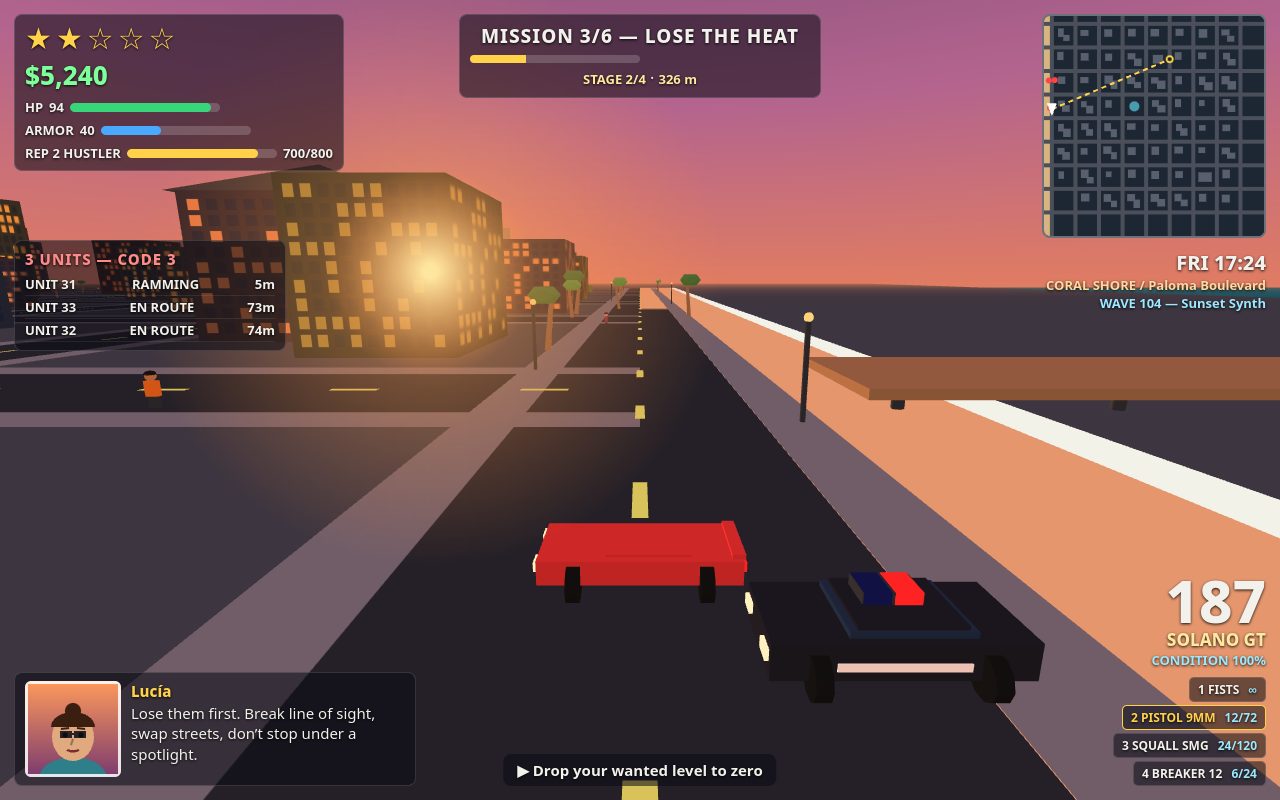 ★★☆☆☆
$5,240
HP 94
ARMOR 40
REP 2 HUSTLER 700/800
MISSION 3/6 — LOSE THE HEAT
STAGE 2/4 · 326 m
FRI 17:24
CORAL SHORE / Paloma Boulevard
WAVE 104 — Sunset Synth
3 UNITS — CODE 3
UNIT 31 RAMMING 5m
UNIT 33 EN ROUTE 73m
UNIT 32 EN ROUTE 74m
187
SOLANO GT
CONDITION 100%
1 FISTS ∞
2 PISTOL 9MM 12/72
3 SQUALL SMG 24/120
4 BREAKER 12 6/24
Lucía
Lose them first. Break line of sight,
swap streets, don’t stop under a
spotlight.
▶ Drop your wanted level to zero